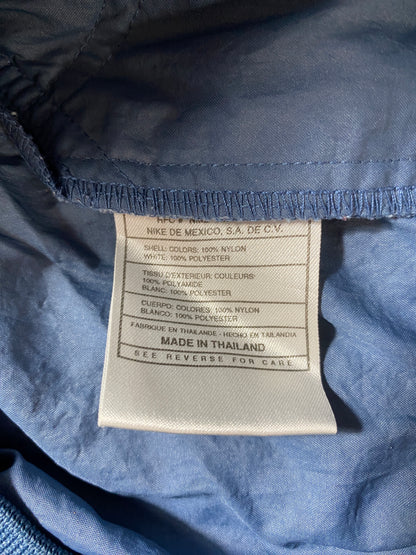 NIKE DE MEXICO, S.A. DE C.V.
SHELL: COLORS: 100% NYLON
WHITE: 100% POLYESTER
TISSU D'EXTERIEUR: COULEURS:
100% POLYAMIDE
BLANC: 100% POLYESTER
CUERPO: COLORES: 100% NYLON
BLANCO: 100% POLYESTER
FABRIQUE EN THAILANDE - HECHO EN TAILANDIA
MADE IN THAILAND
SEE REVERSE FOR CARE